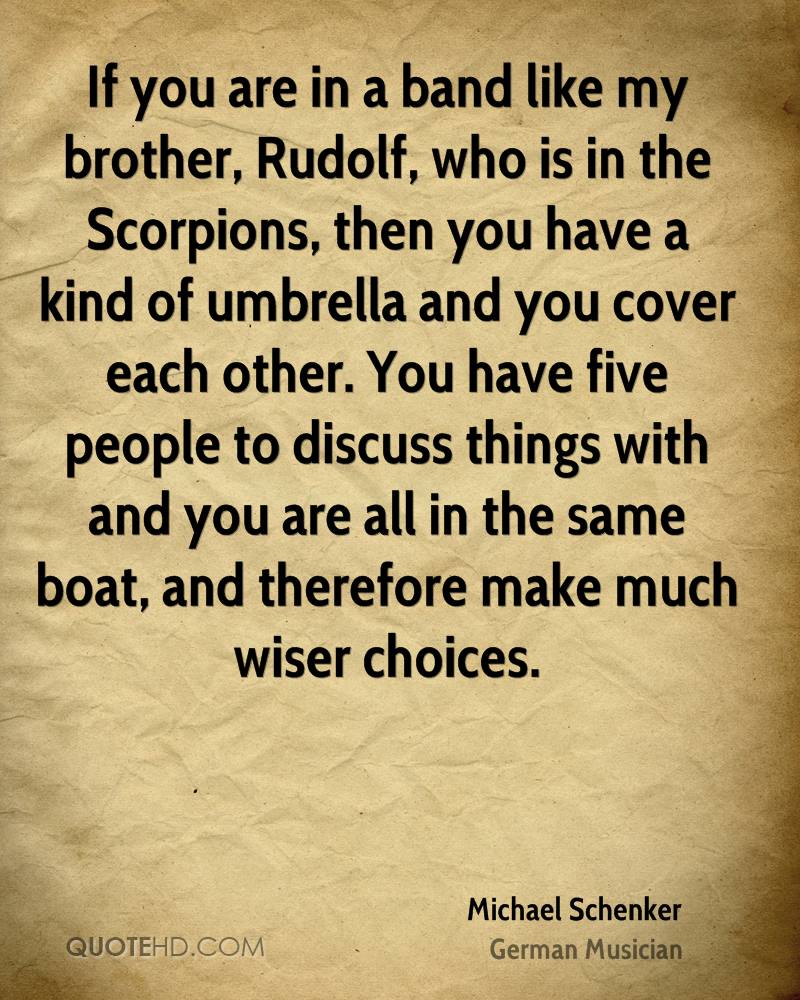 If you are in a band like my
brother, Rudolf, who is in the
Scorpions, then you have a
kind of umbrella and you cover
each other. You have five
people to discuss things with
and you are all in the same
boat, and therefore make much
wiser choices.
Michael Schenker
German Musician
QUOTEHD.COM